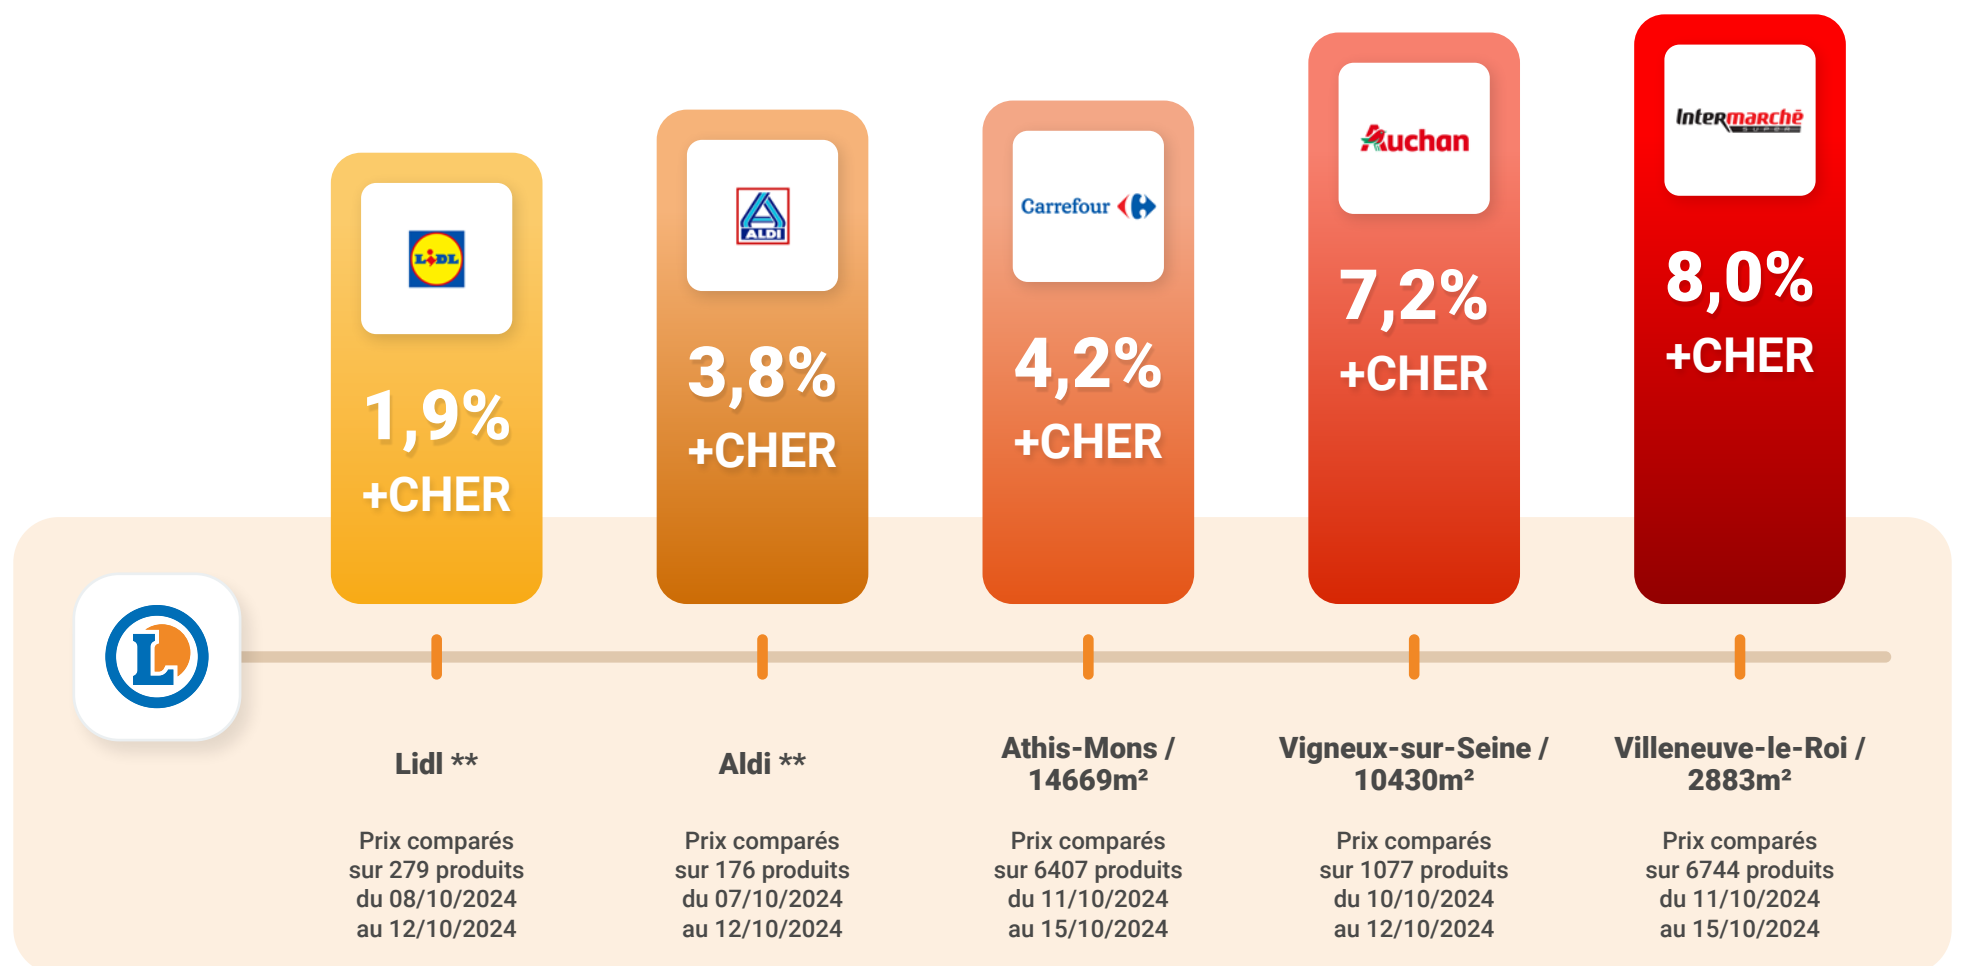 LIDL
1,9%
+CHER
ALDI
3,8%
+CHER
Carrefour
4,2%
+CHER
Auchan
7,2%
+CHER
Intermarchē
SUPER
8,0%
+CHER
L
Lidl **
Prix comparés
sur 279 produits
du 08/10/2024
au 12/10/2024
Aldi **
Prix comparés
sur 176 produits
du 07/10/2024
au 12/10/2024
Athis-Mons /
14669m²
Prix comparés
sur 6407 produits
du 11/10/2024
au 15/10/2024
Vigneux-sur-Seine /
10430m²
Prix comparés
sur 1077 produits
du 10/10/2024
au 12/10/2024
Villeneuve-le-Roi /
2883m²
Prix comparés
sur 6744 produits
du 11/10/2024
au 15/10/2024